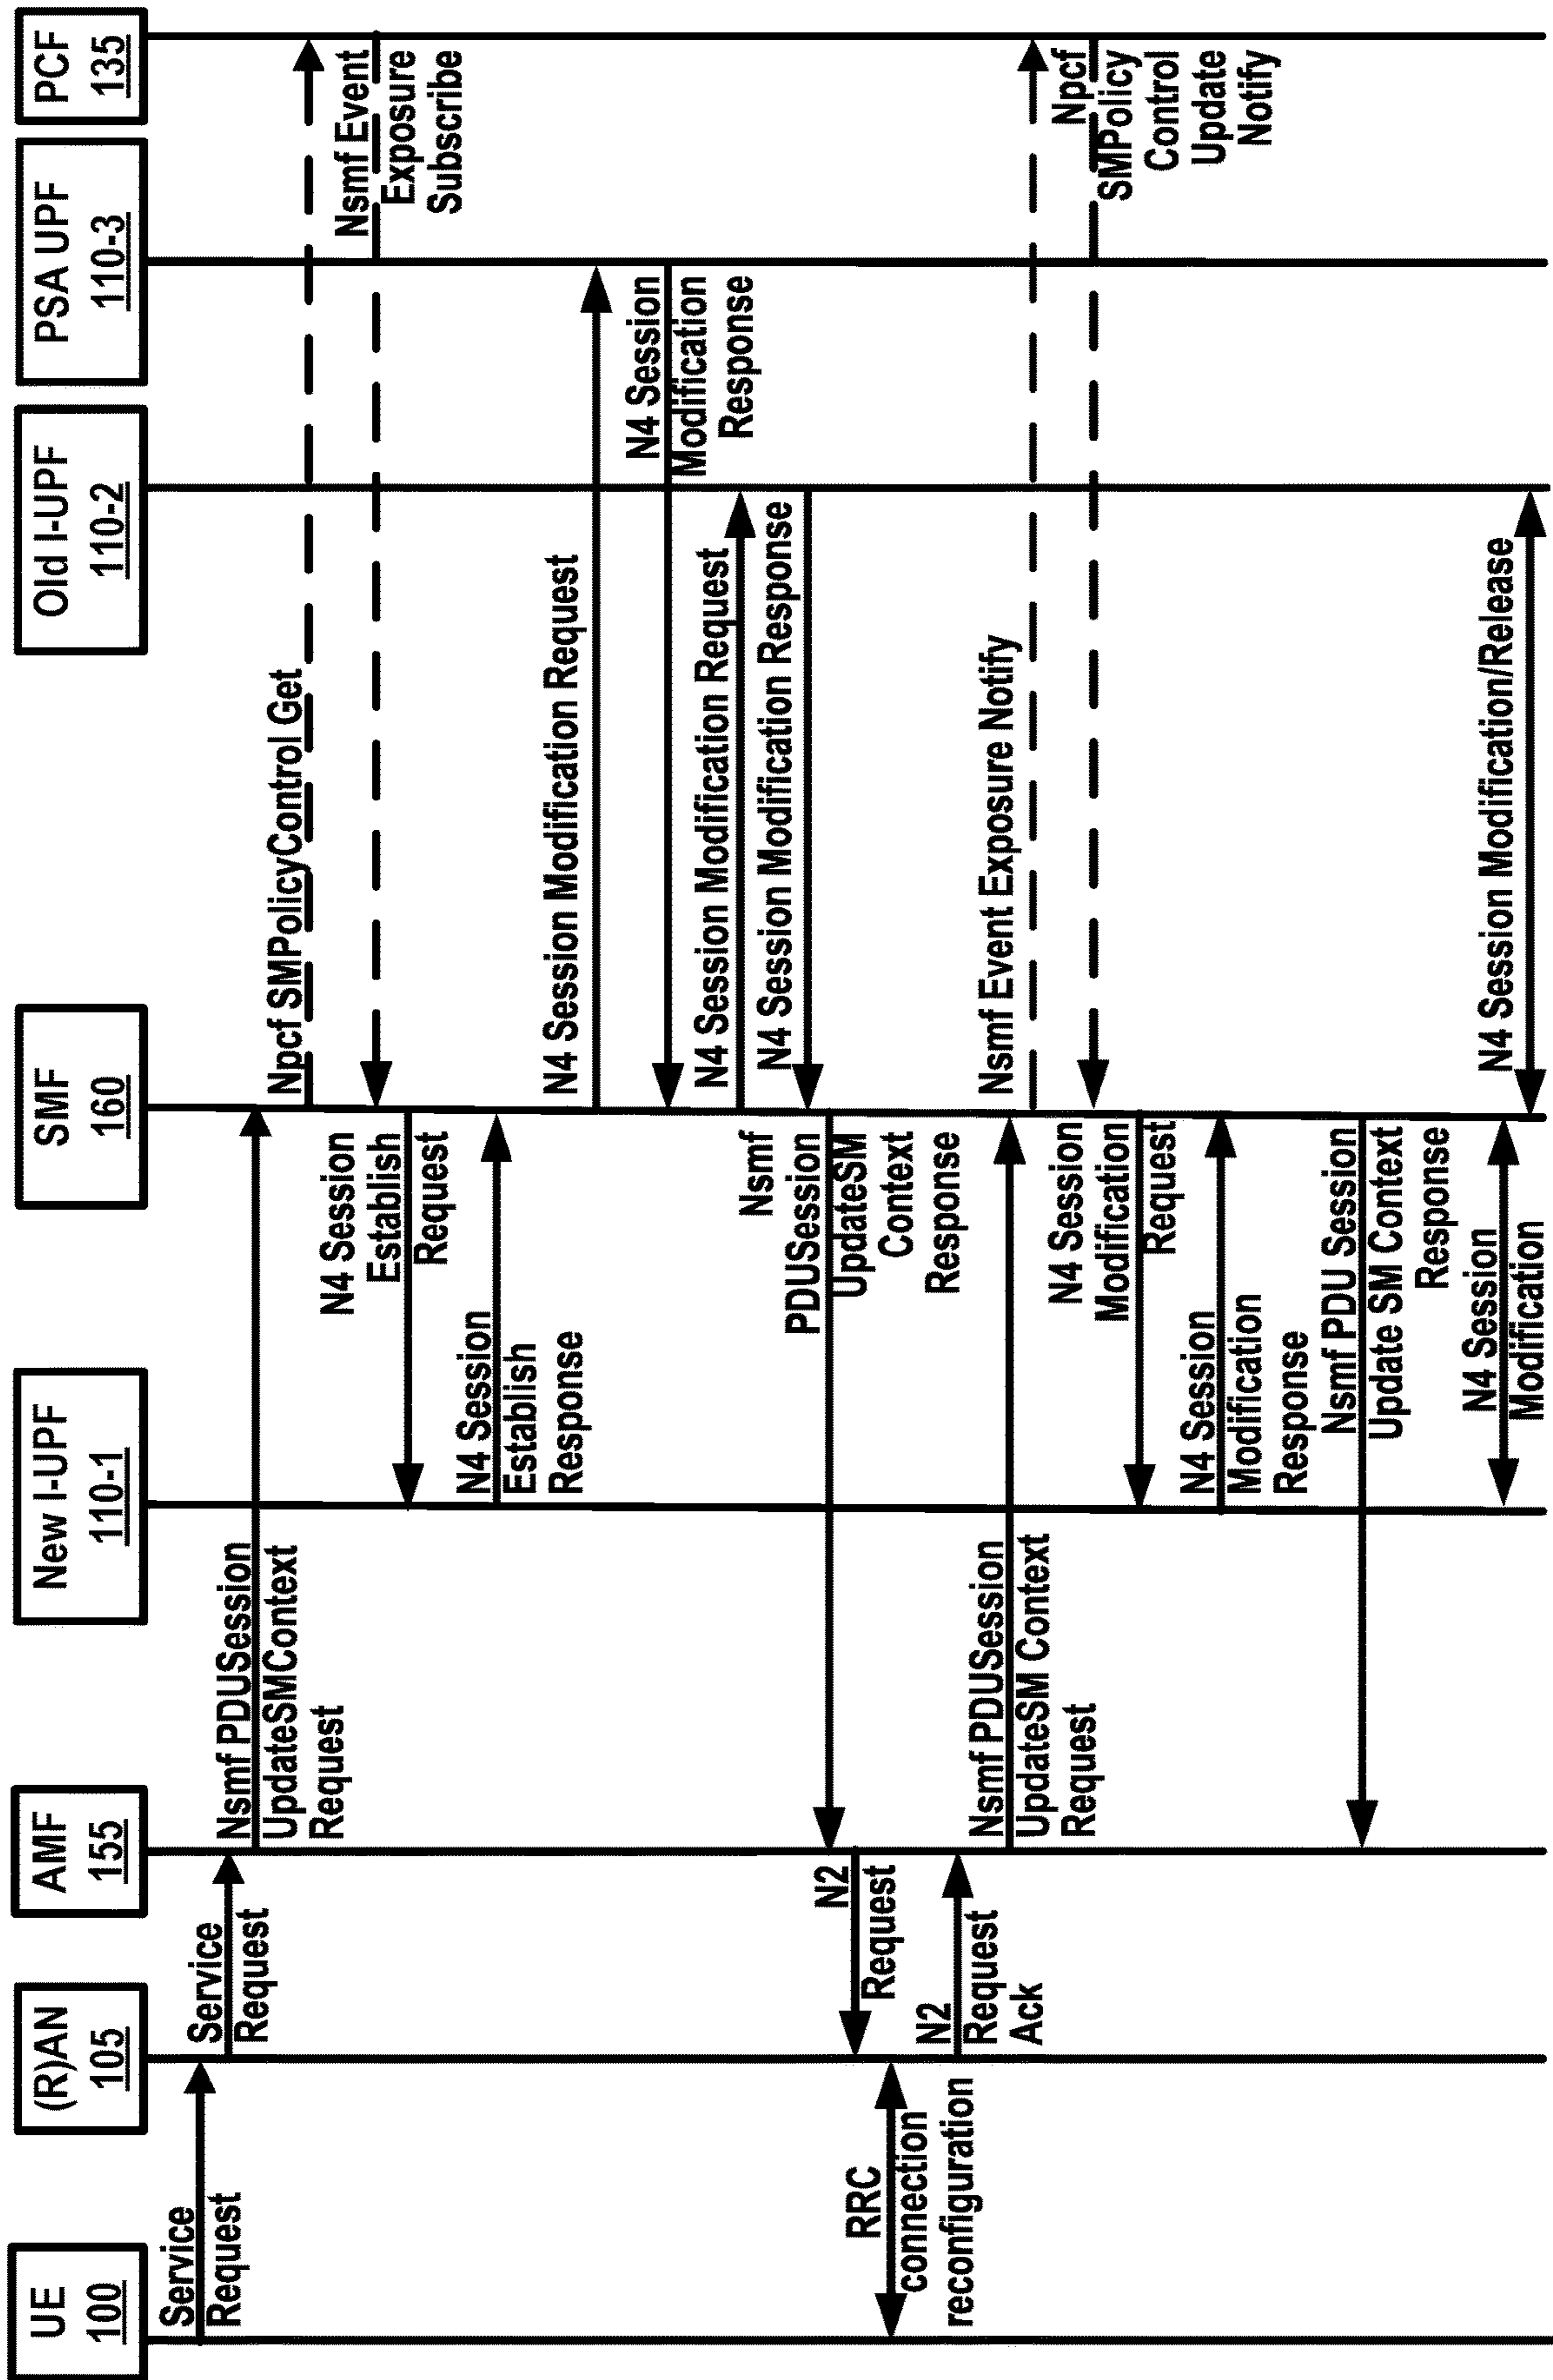 UE
100
(R)AN
105
AMF
155
New I-UPF
110-1
SMF
160
Old I-UPF
110-2
PSA UPF
110-3
PCF
135
Service
Request
Service
Request
Nsmf PDUSession
UpdateSMContext
Request
Npcf SMPolicyControl Get
Nsmf Event
Exposure
Subscribe
N4 Session
Establish
Request
N4 Session
Establish
Response
N4 Session Modification Request
N4 Session
Modification
Response
N4 Session Modification Request
N4 Session Modification Response
Nsmf
PDUSession
UpdateSM
Context
Response
N2
Request
RRC
connection
reconfiguration
N2
Request
Ack
Nsmf PDUSession
UpdateSM Context
Request
Nsmf Event Exposure Notify
Npcf
SMPolicy
Control
Update
Notify
N4 Session
Modification
Request
N4 Session
Modification
Response
Nsmf PDU Session
Update SM Context
Response
N4 Session
Modification
N4 Session Modification/Release